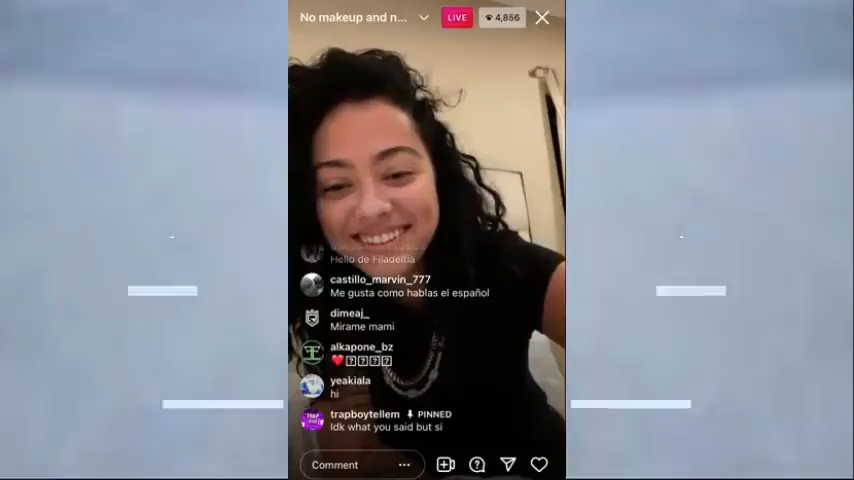 No makeup and n...
LIVE
4,856
Hello de Filadelfia
castillo_marvin_777
Me gusta como hablas el español
dimeaj_
Mirame mami
alkapone_bz
yeakiala
hi
trapboytellem PINNED
Idk what you said but si
Comment